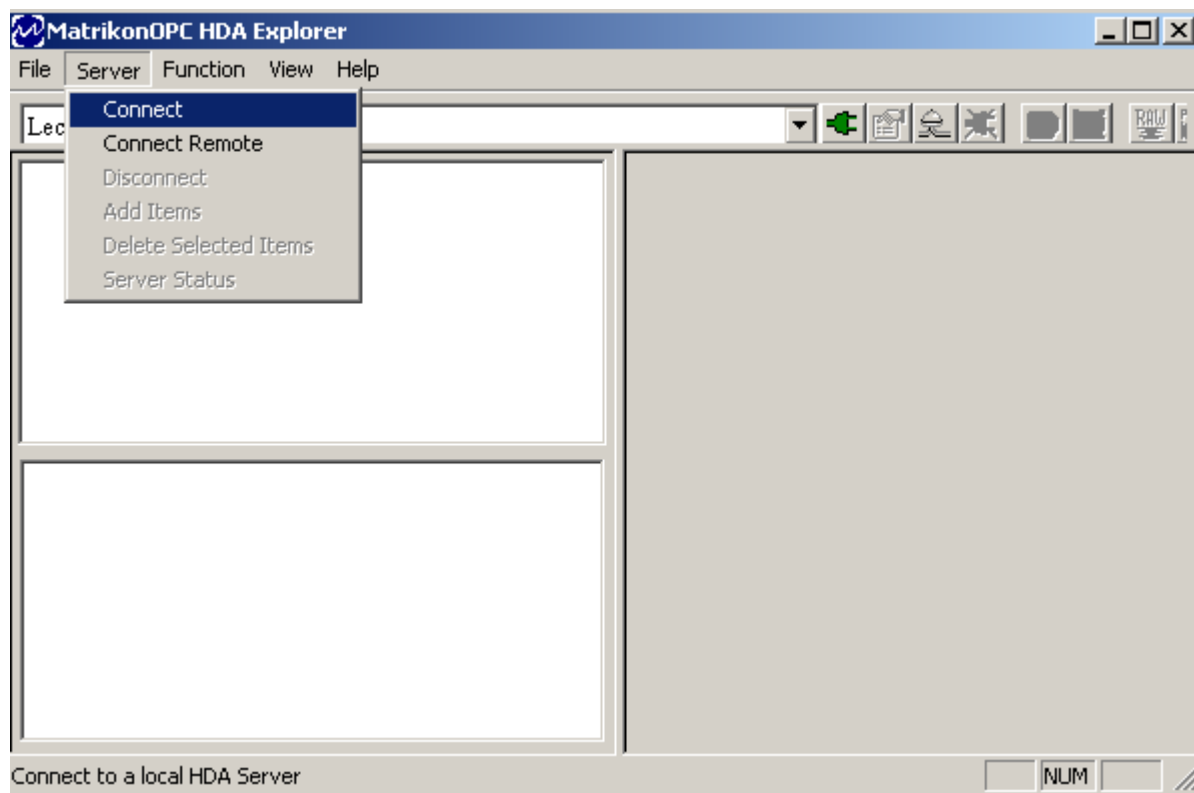 MatrikonOPC HDA Explorer
File Server Function View Help
Connect
Lec
Connect Remote
RAW
Disconnect
Add Items
Delete Selected Items
Server Status
Connect to a local HDA Server
NUM